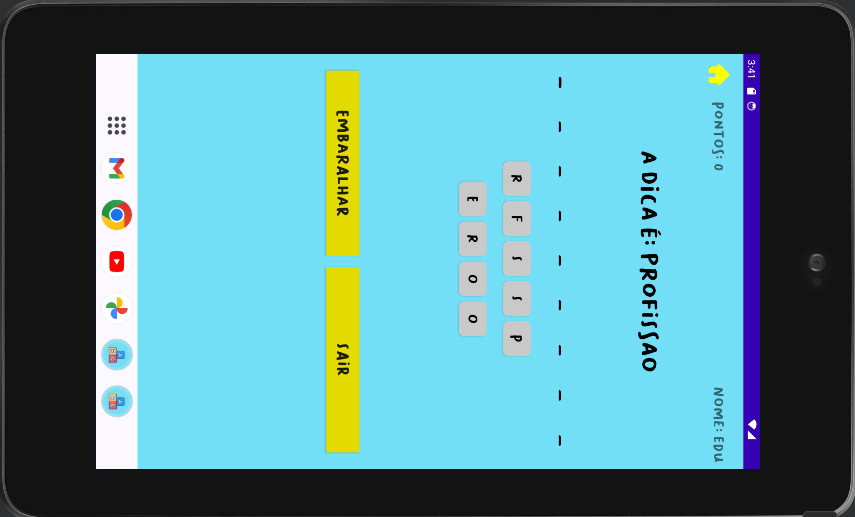 3:41
PONTOS: 0 NOME: EDU
A DICA É: PROFISSAO
R F S S P
E R O O
EMBARALHAR SAIR